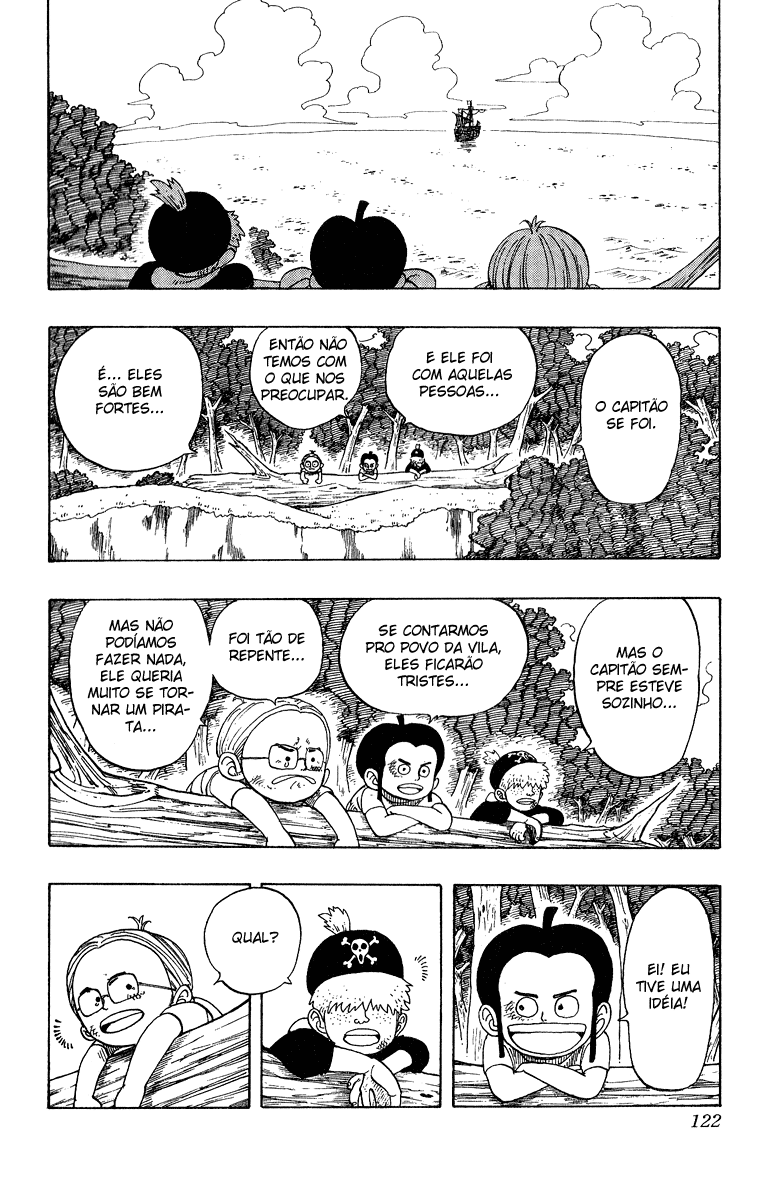 O CAPITÃO
SE FOI.
E ELE FOI
COM AQUELAS
PESSOAS...
ENTÃO NÃO
TEMOS COM
O QUE NOS
PREOCUPAR.
É... ELES
SÃO BEM
FORTES...
MAS O
CAPITÃO SEM-
PRE ESTEVE
SOZINHO...
SE CONTARMOS
PRO POVO DA VILA,
ELES FICARÃO
TRISTES...
FOI TÃO DE
REPENTE...
MAS NÃO
PODÍAMOS
FAZER NADA,
ELE QUERIA
MUITO SE TOR-
NAR UM PIRA-
TA...
EI! EU
TIVE UMA
IDÉIA!
QUAL?
122